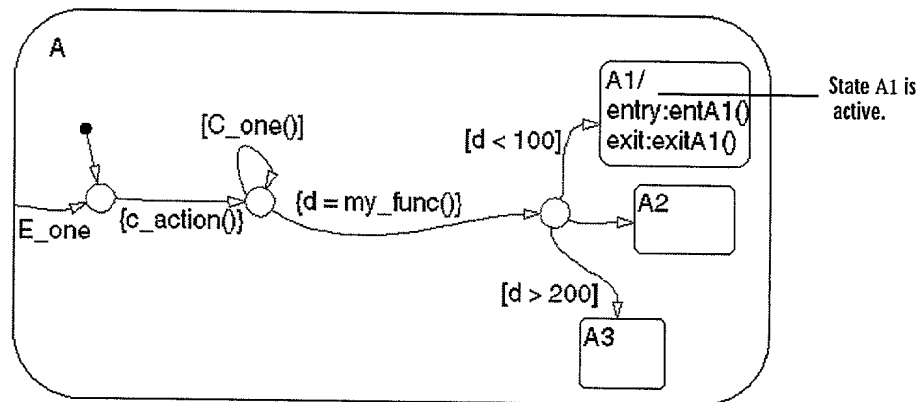 A
A1/
entry:entA1()
exit:exitA1()
State A1 is
active.
[C_one()]
[d < 100]
E_one
{c_action()}
{d = my_func()}
A2
[d > 200]
A3